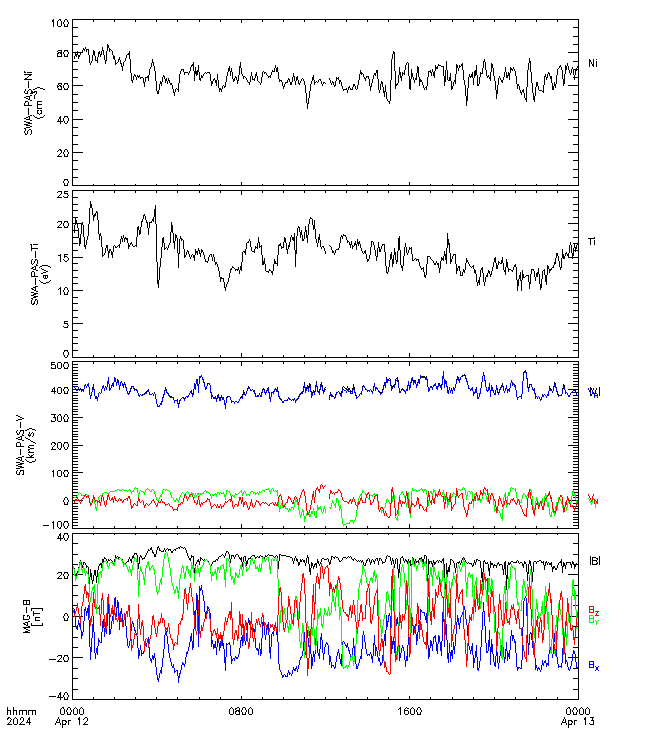 100
80
60
40
20
0
SWA-PAS-Ni
(cm⁻³)
Ni
25
20
15
10
5
0
SWA-PAS-Ti
(eV)
Ti
500
400
300
200
100
0
-100
SWA-PAS-V
(km/s)
40
20
0
-20
-40
MAG-B
[nT]
|B|
Bz
BY
Bx
hhmm
2024
0000
Apr 12
0800
1600
0000
Apr 13